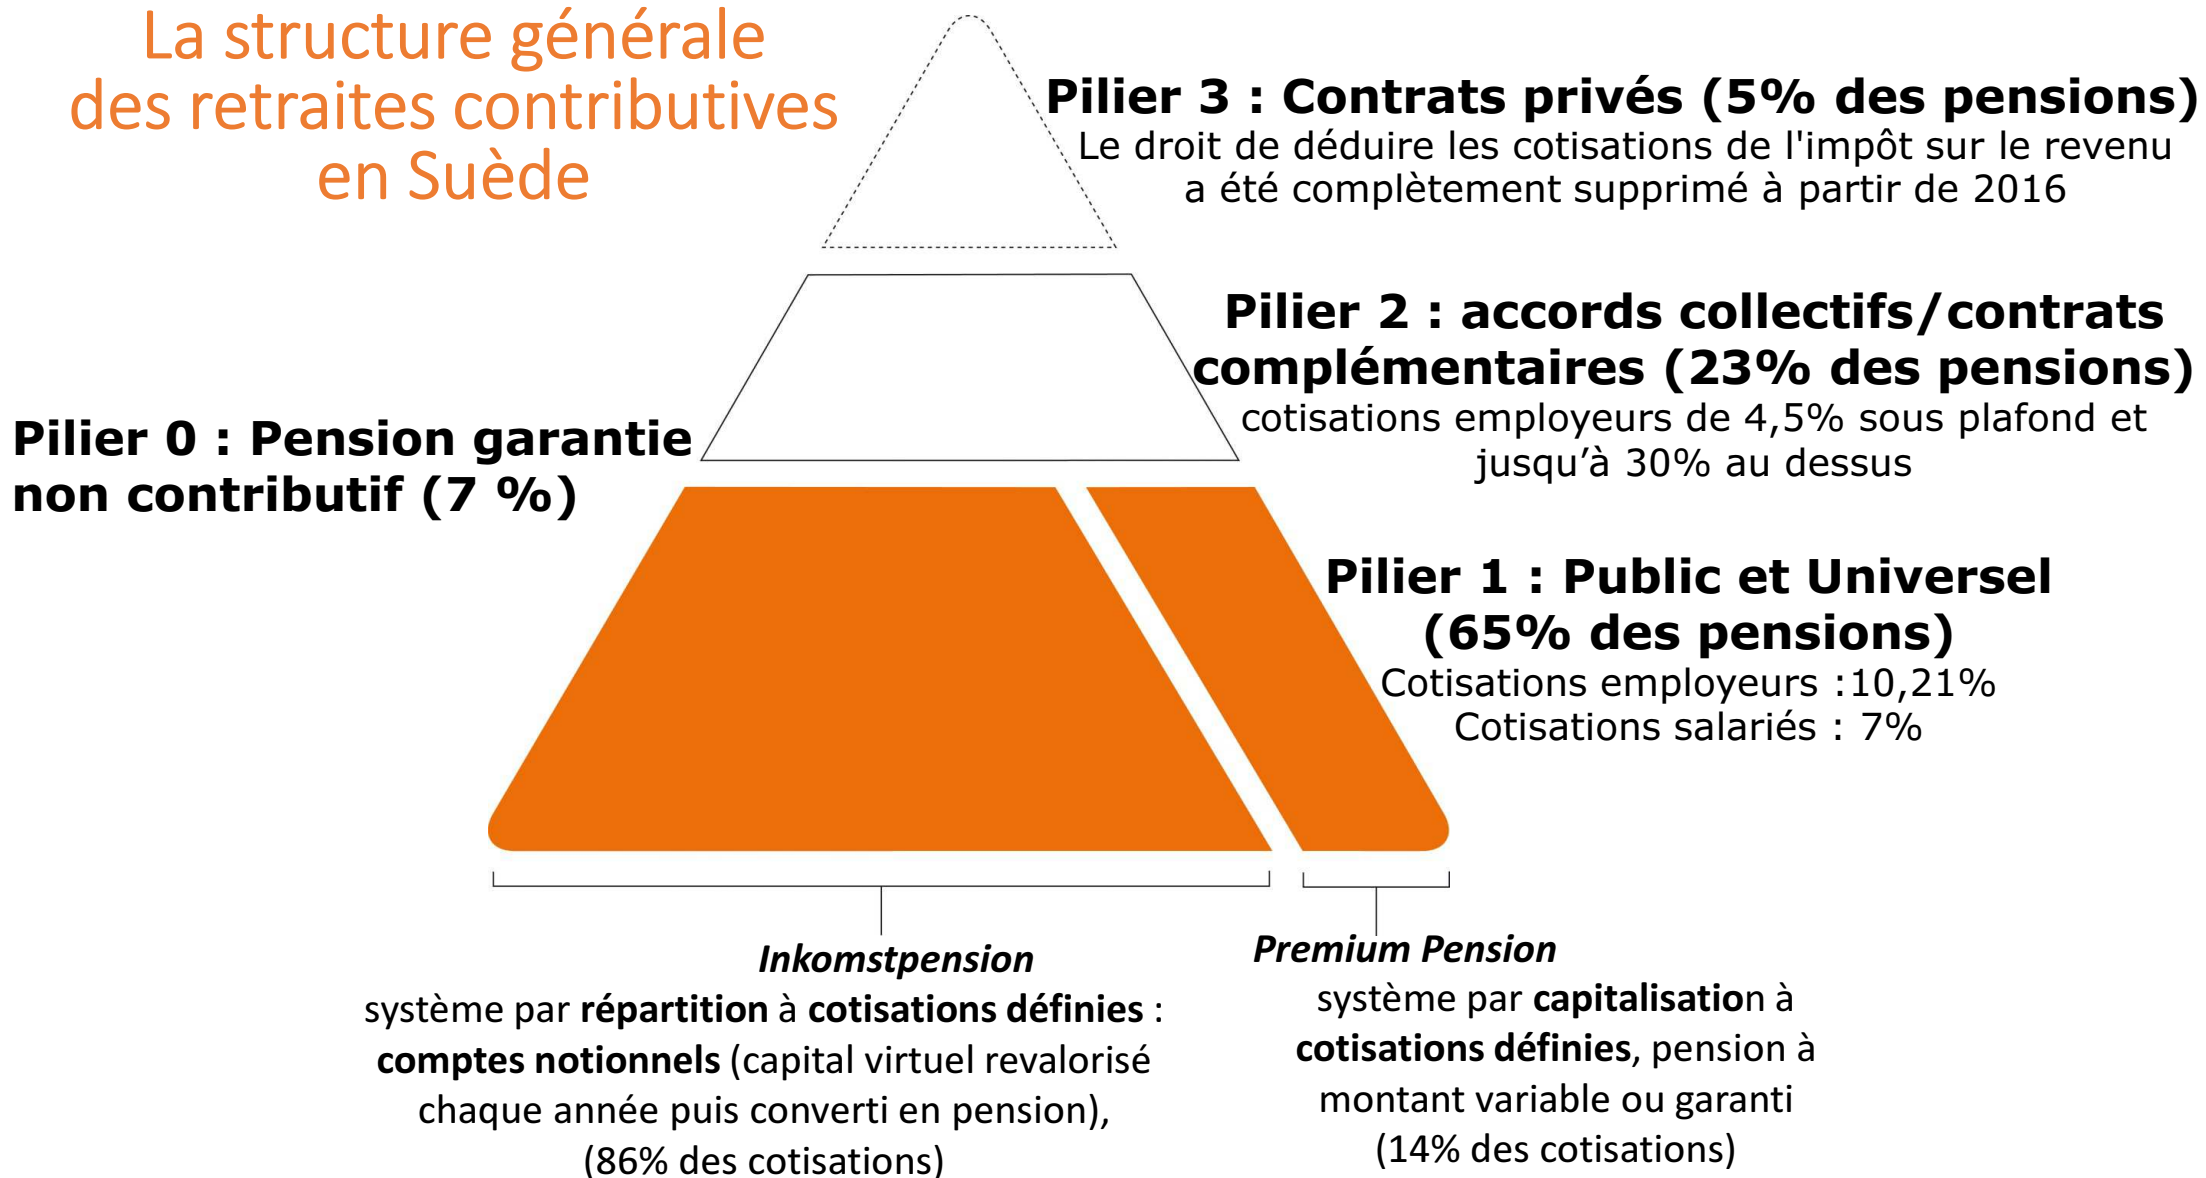 La structure générale
des retraites contributives
en Suède
Pilier 3 : Contrats privés (5% des pensions)
Le droit de déduire les cotisations de l'impôt sur le revenu
a été complètement supprimé à partir de 2016
Pilier 2 : accords collectifs/contrats
complémentaires (23% des pensions)
cotisations employeurs de 4,5% sous plafond et
jusqu’à 30% au dessus
Pilier 0 : Pension garantie
non contributif (7 %)
Pilier 1 : Public et Universel
(65% des pensions)
Cotisations employeurs :10,21%
Cotisations salariés : 7%
Inkomstpension
système par répartition à cotisations définies :
comptes notionnels (capital virtuel revalorisé
chaque année puis converti en pension),
(86% des cotisations)
Premium Pension
système par capitalisation à
cotisations définies, pension à
montant variable ou garanti
(14% des cotisations)